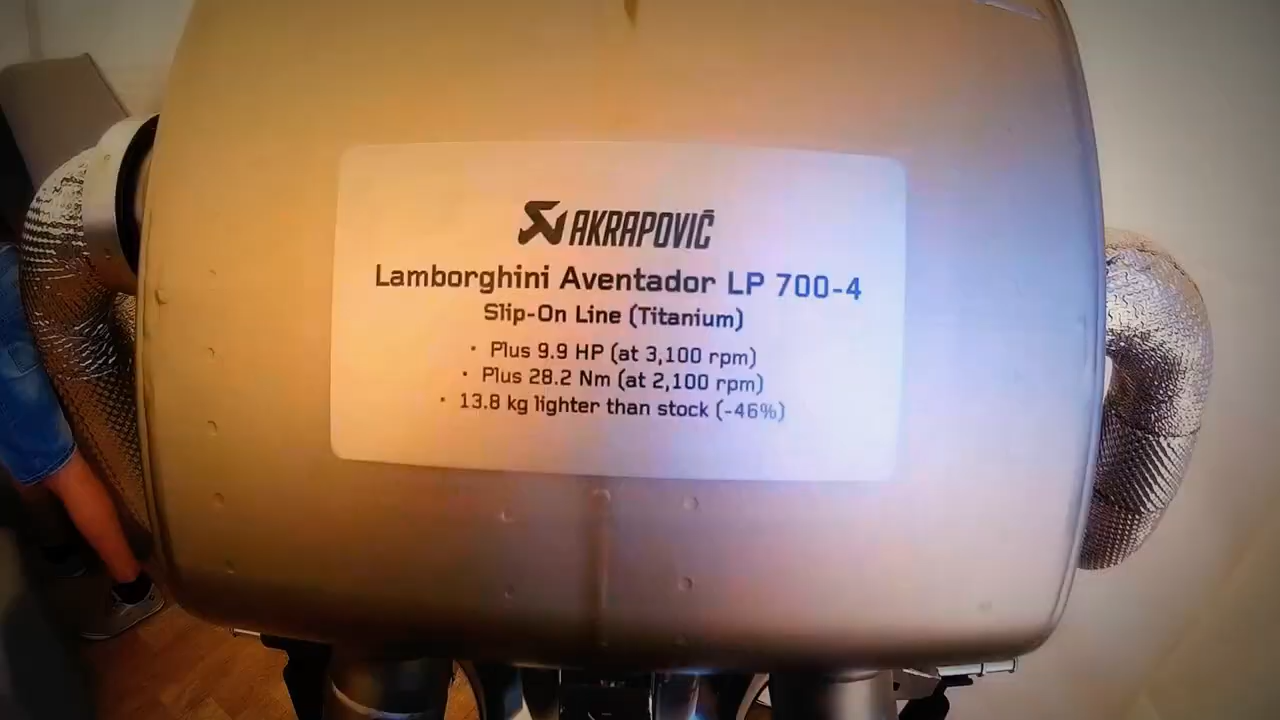 AKRAPOVIČ
Lamborghini Aventador LP 700-4
Slip-On Line (Titanium)
• Plus 9.9 HP (at 3,100 rpm)
• Plus 28.2 Nm (at 2,100 rpm)
• 13.8 kg lighter than stock (-46%)